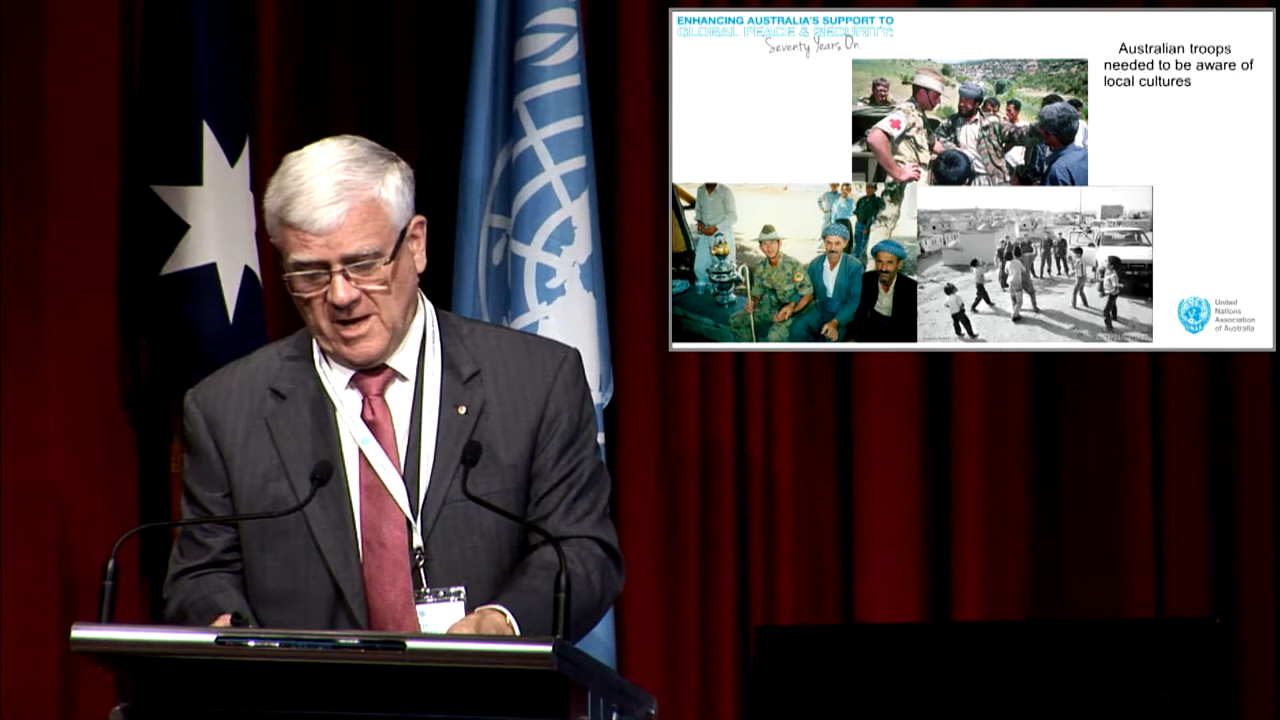 ENHANCING AUSTRALIA'S SUPPORT TO
GLOBAL PEACE & SECURITY:
Seventy Years On
Australian troops
needed to be aware of
local cultures
United
Nations
Association
of Australia